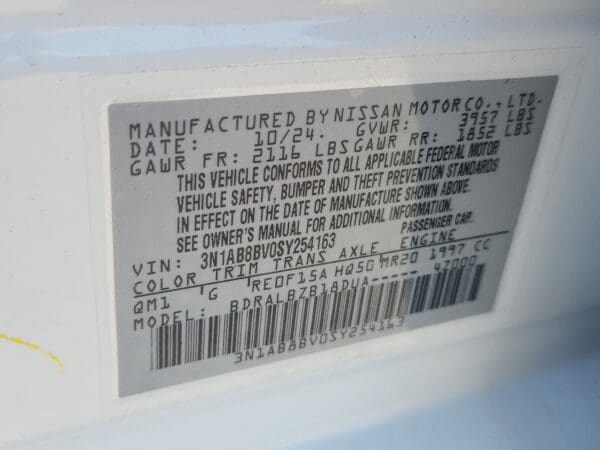 MANUFACTURED BY NISSAN MOTOR CO., LTD.
DATE: 10/24. GVWR: 3957 LBS
GAWR FR: 2116 LBS GAWR RR: 1852 LBS
THIS VEHICLE CONFORMS TO ALL APPLICABLE FEDERAL MOTOR
VEHICLE SAFETY, BUMPER AND THEFT PREVENTION STANDARDS
IN EFFECT ON THE DATE OF MANUFACTURE SHOWN ABOVE.
SEE OWNER'S MANUAL FOR ADDITIONAL INFORMATION.
VIN: 3N1AB8BV0SY254163 PASSENGER CAR.
COLOR TRIM TRANS AXLE ENGINE
QM1 G RE0F15A HQ50 MR20 1997 CC
MODEL: BDRALBZB18DUA----- 47000
3N1AB8BV0SY254163